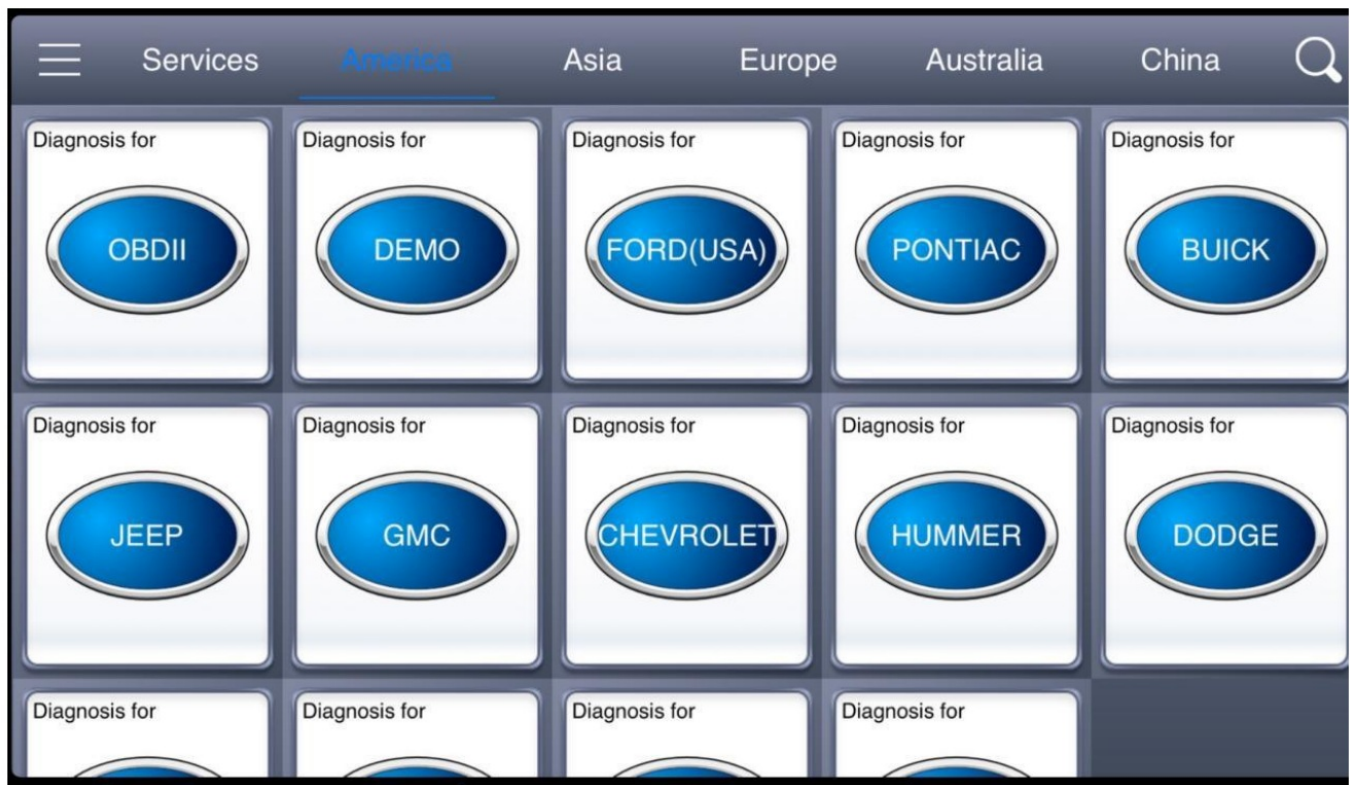 Services America Asia Europe Australia China
Diagnosis for Diagnosis for Diagnosis for Diagnosis for Diagnosis for
OBDII DEMO FORD(USA) PONTIAC BUICK
Diagnosis for Diagnosis for Diagnosis for Diagnosis for Diagnosis for
JEEP GMC CHEVROLET HUMMER DODGE
Diagnosis for Diagnosis for Diagnosis for Diagnosis for